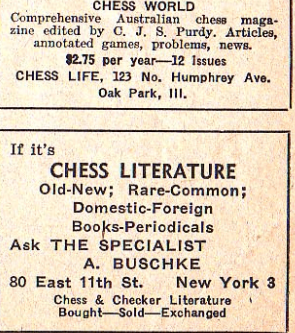 CHESS WORLD
Comprehensive Australian chess maga-
zine edited by C. J. S. Purdy. Articles,
annotated games, problems, news.
$2.75 per year—12 Issues
CHESS LIFE, 123 No. Humphrey Ave.
Oak Park, Ill.
If it's
CHESS LITERATURE
Old-New; Rare-Common;
Domestic-Foreign
Books-Periodicals
Ask THE SPECIALIST
A. BUSCHKE
80 East 11th St. New York 3
Chess & Checker Literature
Bought—Sold—Exchanged